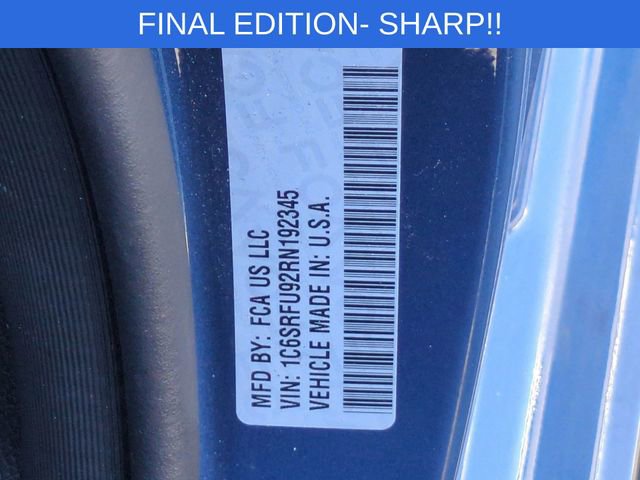 FINAL EDITION- SHARP!!
MFD BY: FCA US LLC
VIN: 1C6SRFU92RN192345
VEHICLE MADE IN: U.S.A.